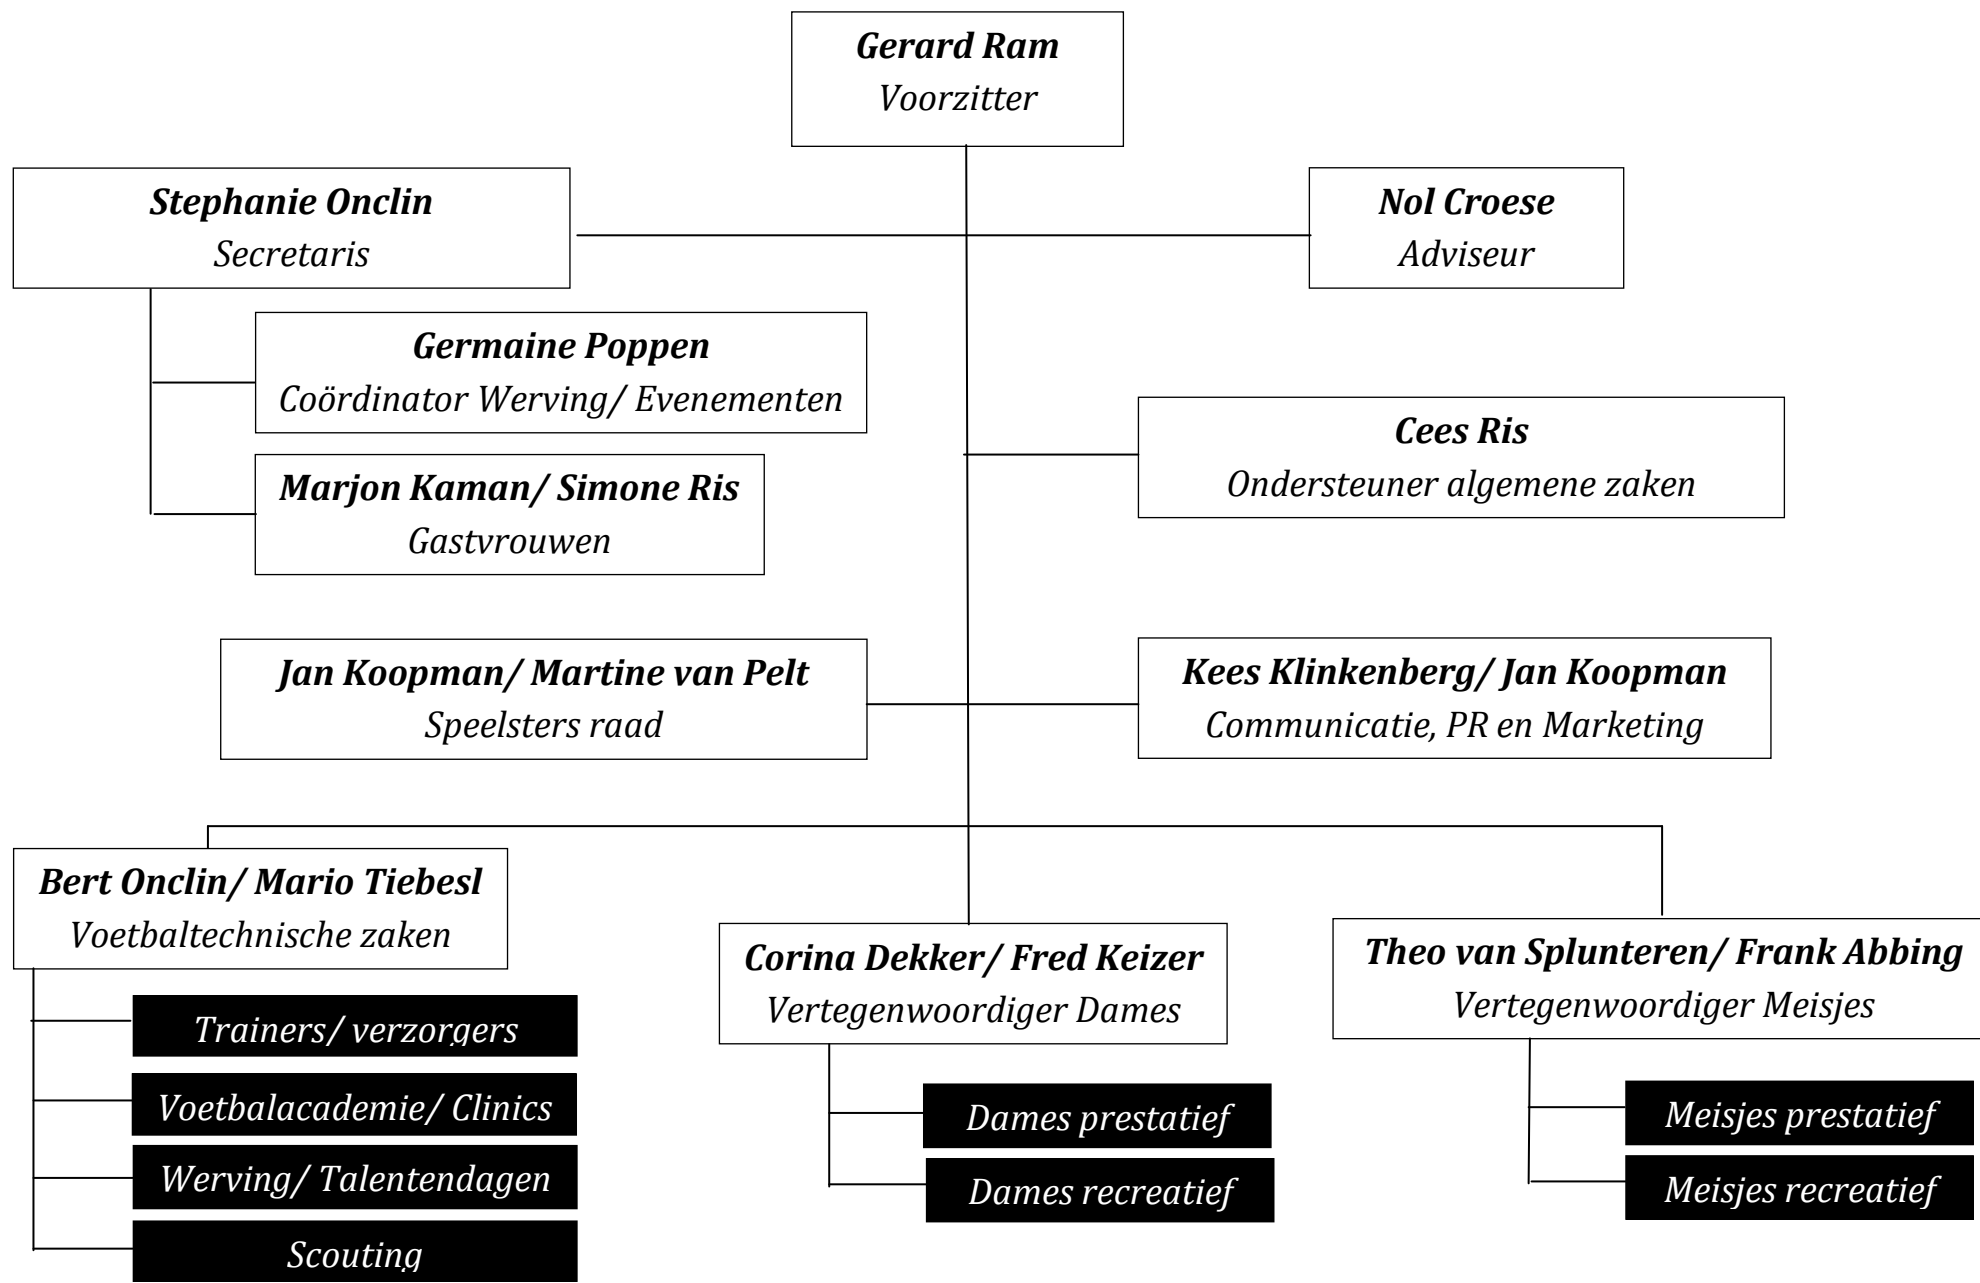 Gerard Ram
Voorzitter
Stephanie Onclin
Secretaris
Nol Croese
Adviseur
Germaine Poppen
Coördinator Werving/ Evenementen
Cees Ris
Ondersteuner algemene zaken
Marjon Kaman/ Simone Ris
Gastvrouwen
Jan Koopman/ Martine van Pelt
Speelsters raad
Kees Klinkenberg/ Jan Koopman
Communicatie, PR en Marketing
Bert Onclin/ Mario Tiebesl
Voetbaltechnische zaken
Trainers/ verzorgers
Voetbalacademie/ Clinics
Werving/ Talentendagen
Scouting
Corina Dekker/ Fred Keizer
Vertegenwoordiger Dames
Dames prestatief
Dames recreatief
Theo van Splunteren/ Frank Abbing
Vertegenwoordiger Meisjes
Meisjes prestatief
Meisjes recreatief